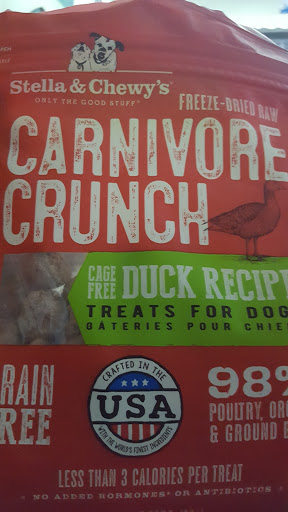 Stella & Chewy's®
ONLY THE GOOD STUFF®
FREEZE-DRIED RAW
CARNIVORE
CRUNCH
CAGE
FREE
DUCK RECIPE
TREATS FOR DOG
GÂTERIES POUR CHIE
RAIN
REE
CRAFTED IN THE
USA
WITH THE WORLD'S FINEST INGREDIENTS
98%
POULTRY, OR
& GROUND B
LESS THAN 3 CALORIES PER TREAT
NO ADDED HORMONES* OR ANTIBIOTICS